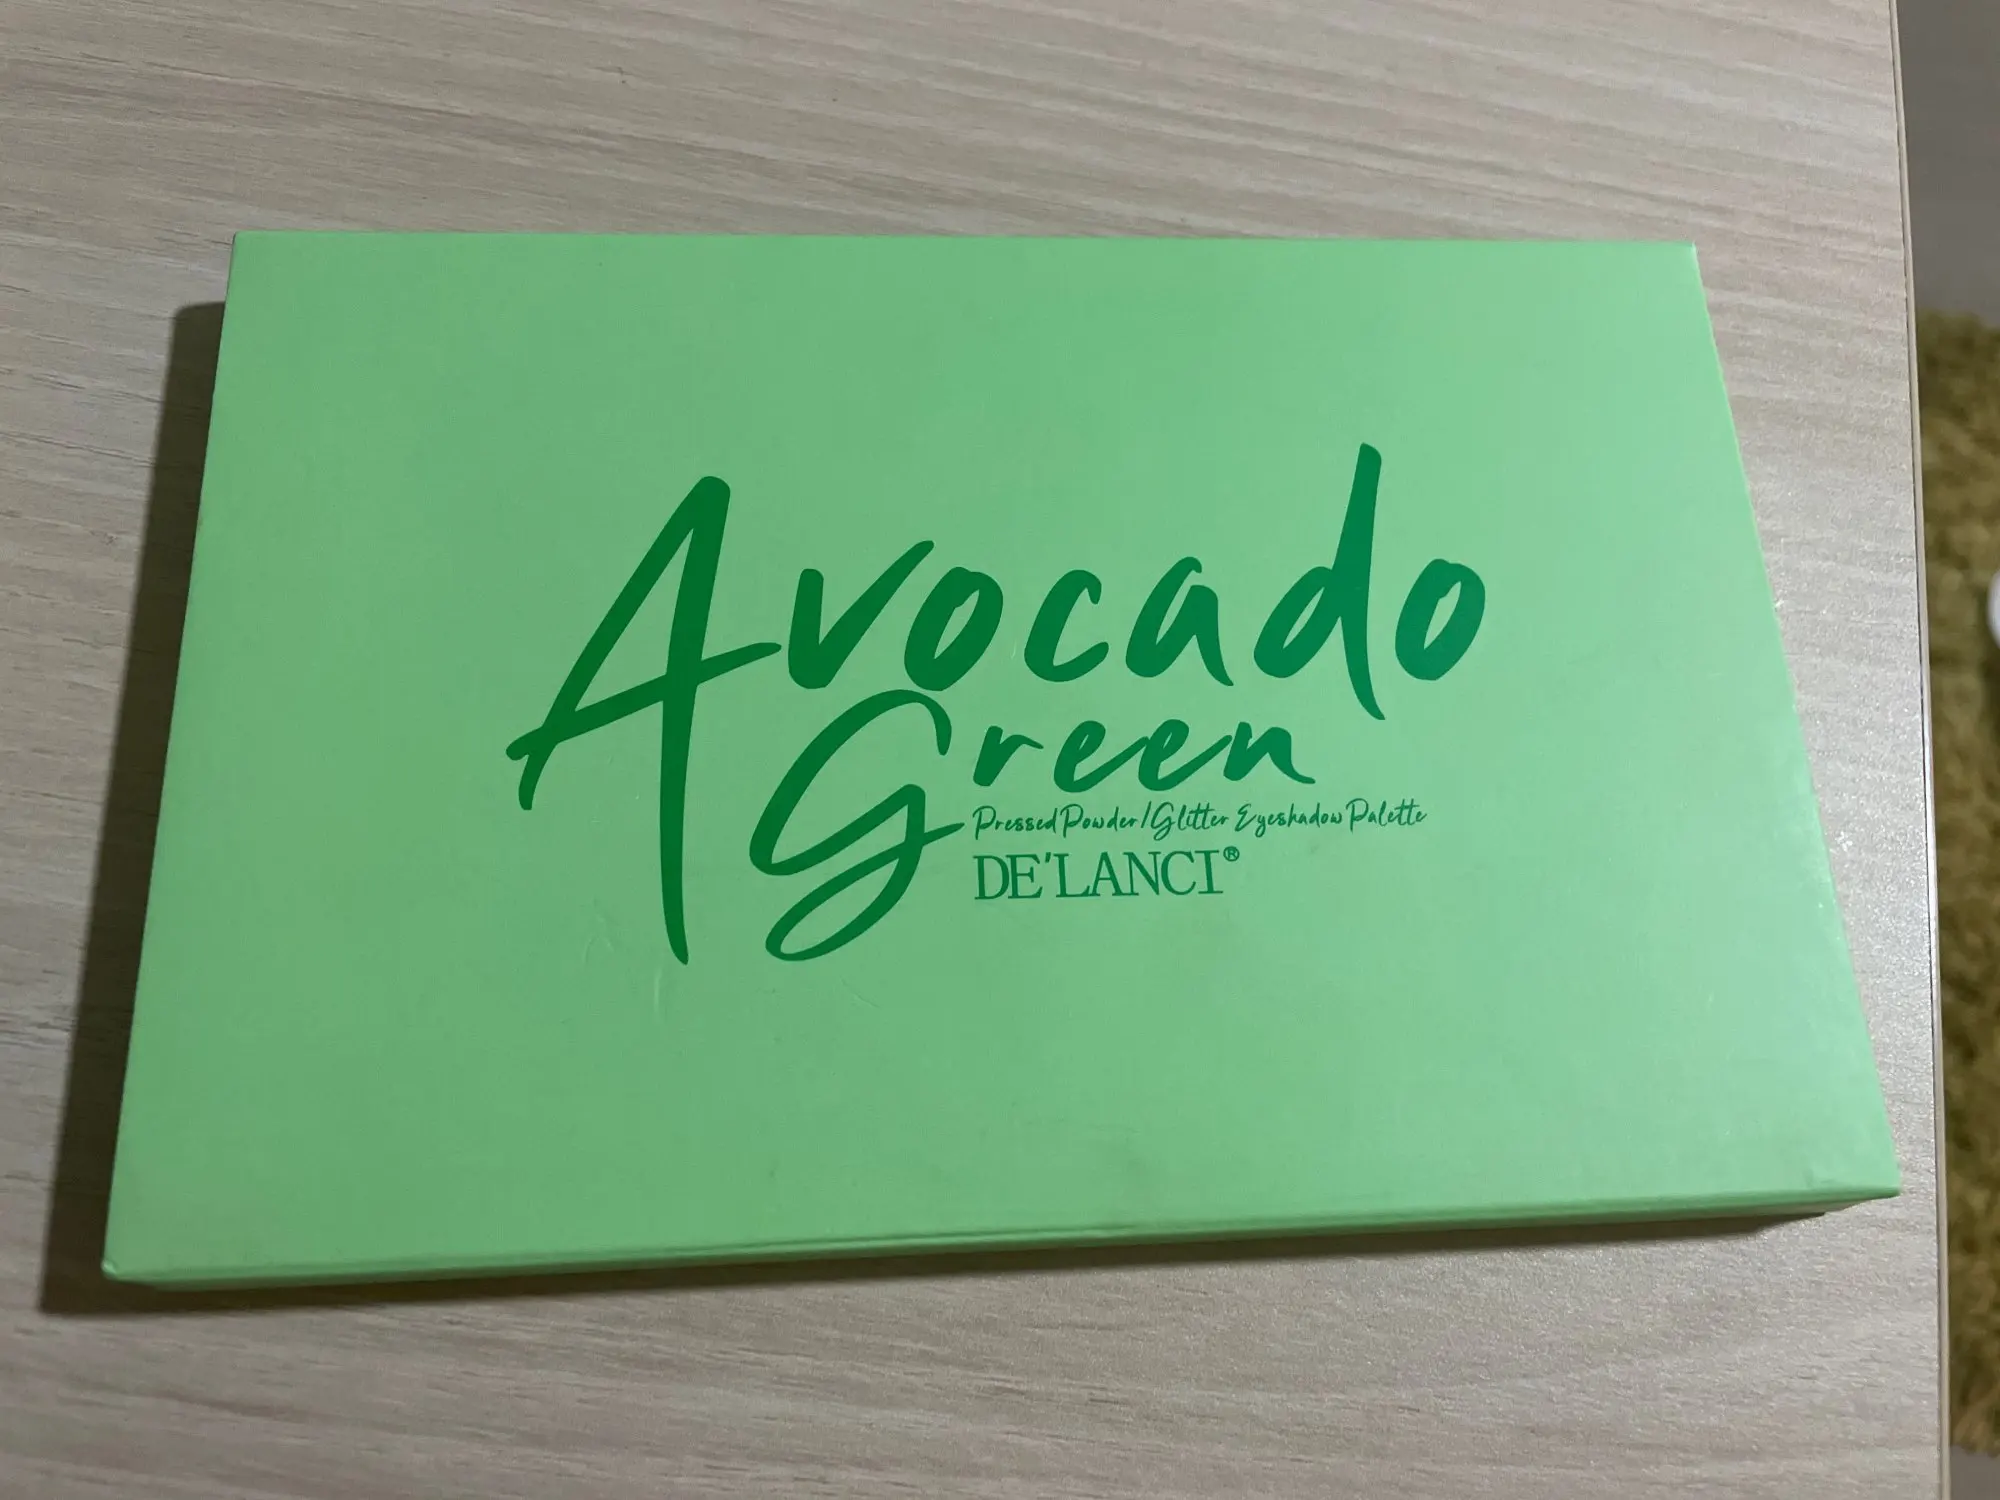 Avocado
Green
Pressed Powder/Glitter Eyeshadow Palette
DE'LANCI®